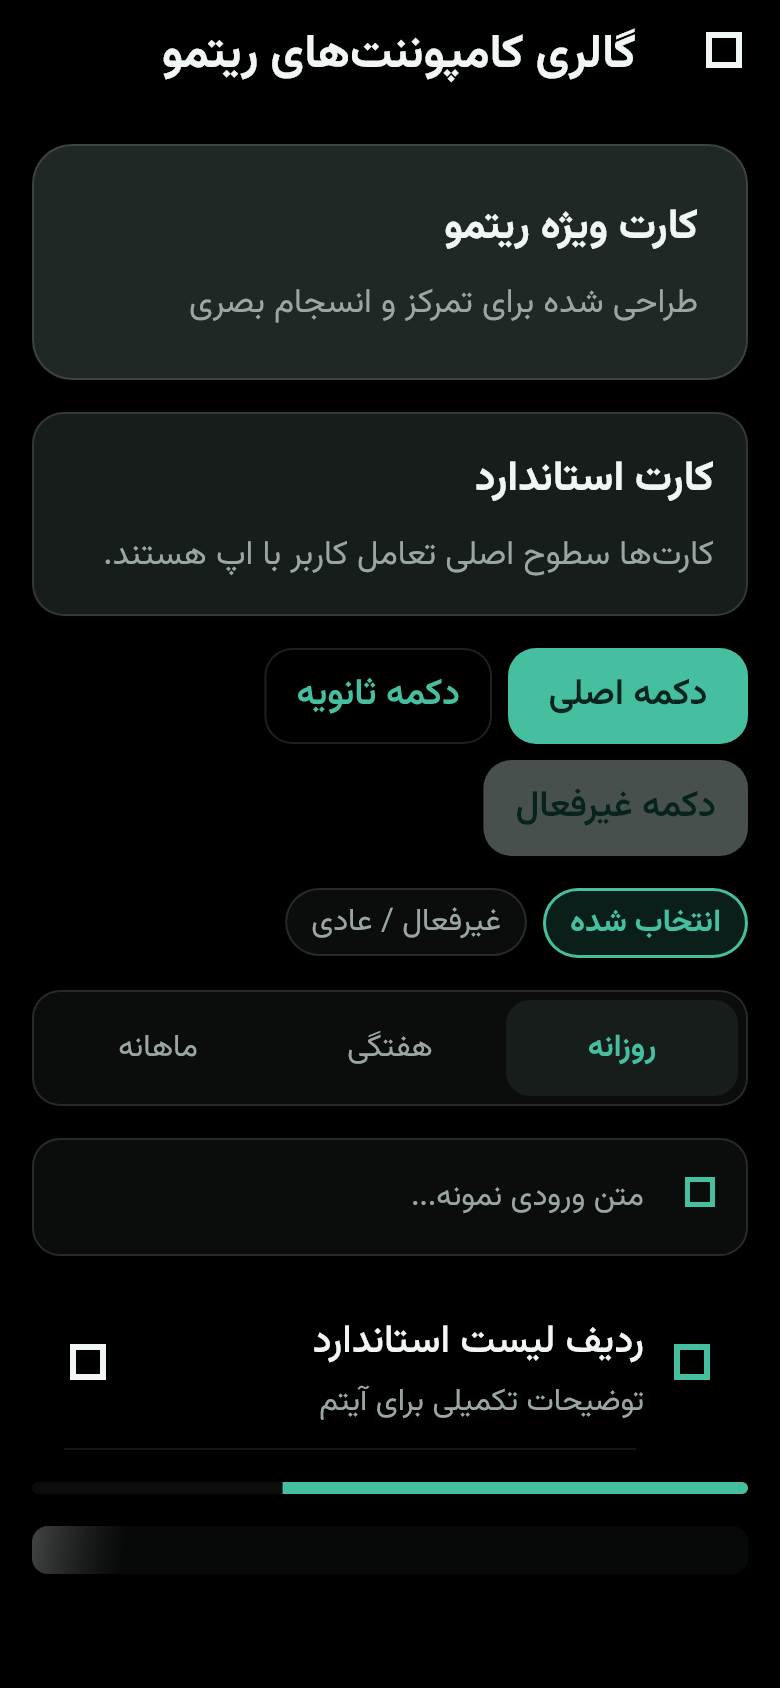 گالری کامپوننت‌های ریتمو
کارت ویژه ریتمو
طراحی شده برای تمرکز و انسجام بصری
کارت استاندارد
کارت‌ها سطوح اصلی تعامل کاربر با اپ هستند.
دکمه اصلی
دکمه ثانویه
دکمه غیرفعال
انتخاب شده
غیرفعال / عادی
روزانه
هفتگی
ماهانه
متن ورودی نمونه...
ردیف لیست استاندارد
توضیحات تکمیلی برای آیتم